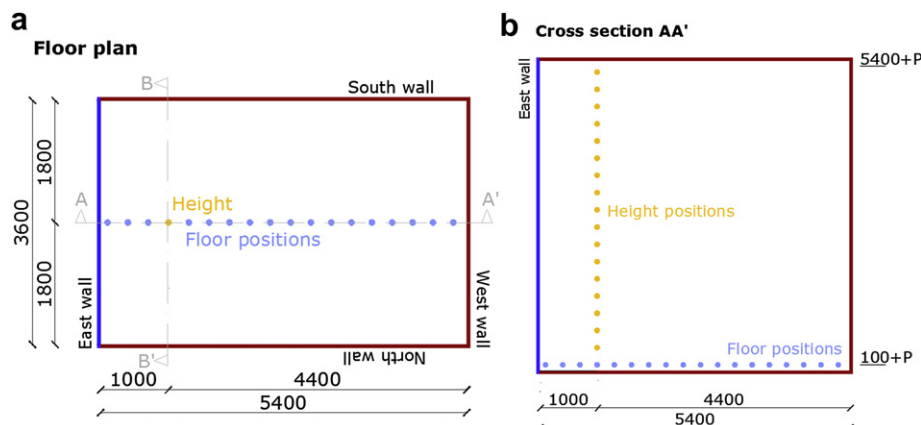 a
Floor plan
B
South wall
1800
3600
A
Height
A'
Floor positions
1800
East wall
West wall
B'
North wall
1000
4400
5400
b
Cross section AA'
East wall
5400+P
Height positions
Floor positions
100+P
1000
4400
5400